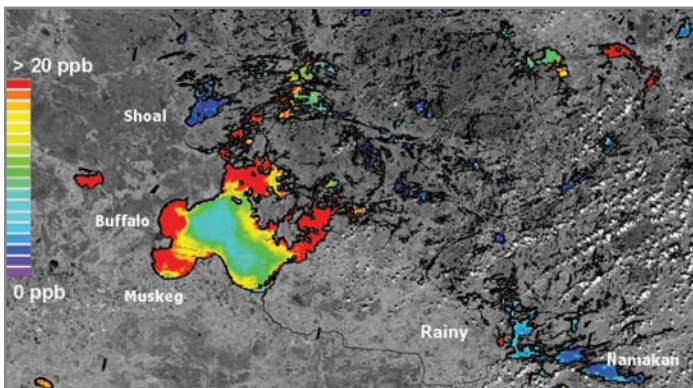 > 20 ppb
Shoal
Buffalo
0 ppb
Muskeg
Rainy
Namakan